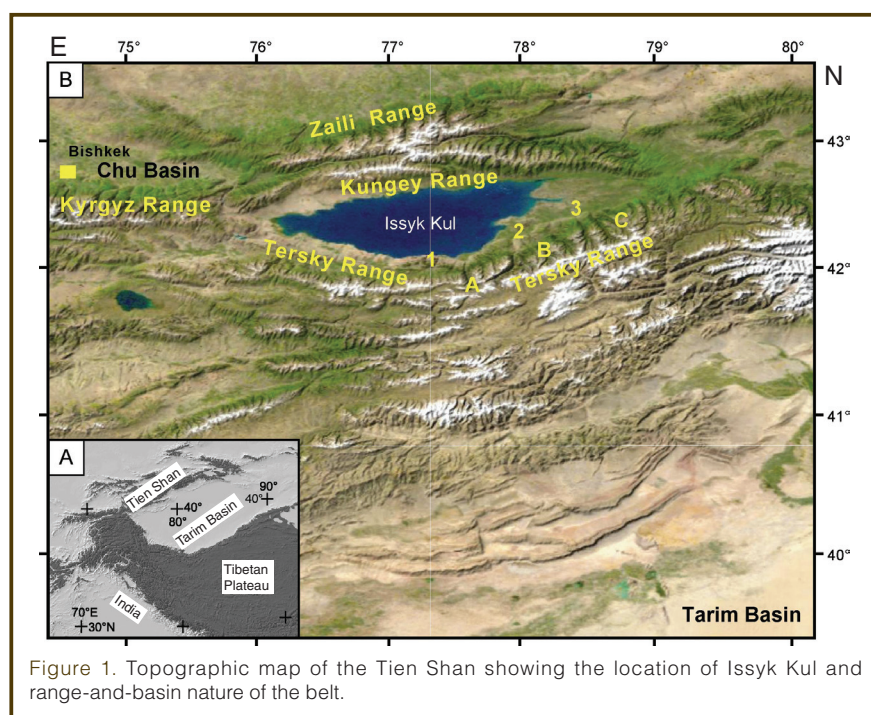 E
75° 76° 77° 78° 79° 80°
B
N
Zaili Range
43°
Bishkek
Chu Basin
Kungey Range
Kyrgyz Range
Issyk Kul
3
2
C
Tersky Range
1
B
Tersky Range
42°
A
41°
A
Tien Shan
90°
40°
40°
80°
Tarim Basin
Tibetan
Plateau
India
70°E
30°N
40°
Tarim Basin
Figure 1. Topographic map of the Tien Shan showing the location of Issyk Kul and
range-and-basin nature of the belt.